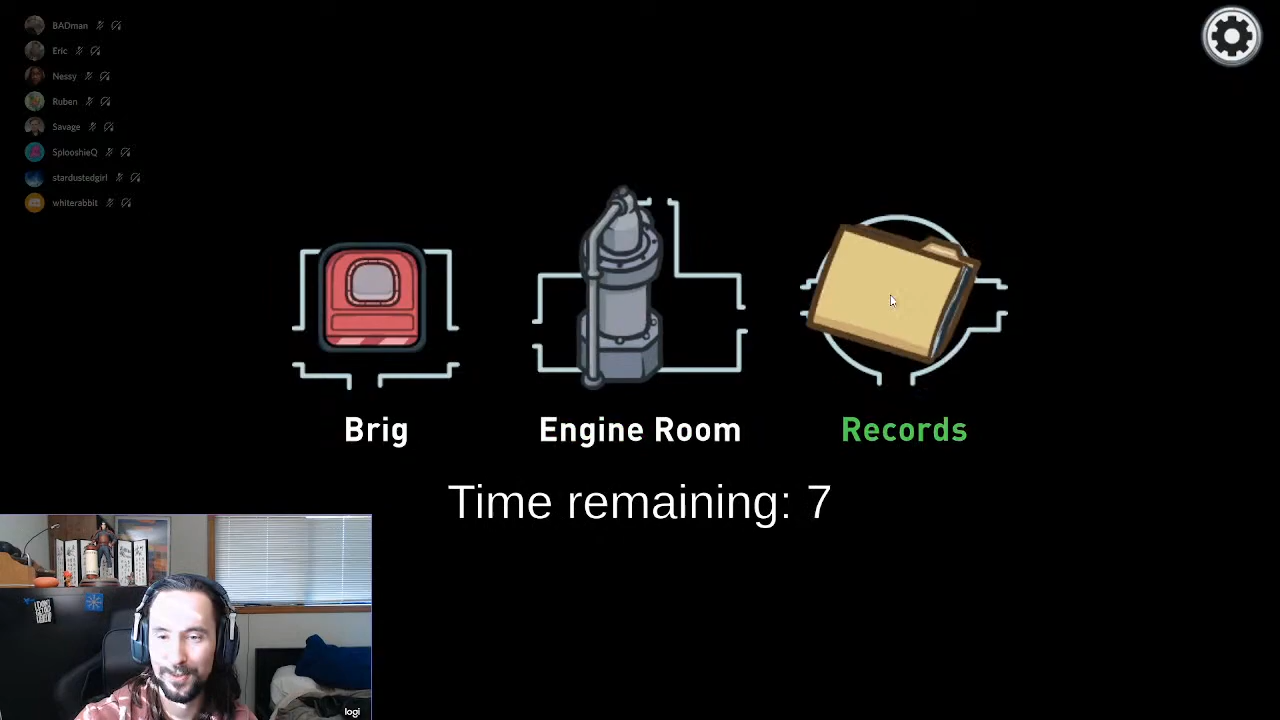 BADman
Eric
Nessy
Ruben
Savage
SplooshieQ
stardustedgirl
whiterabbit
Brig
Engine Room
Records
Time remaining: 7
logi